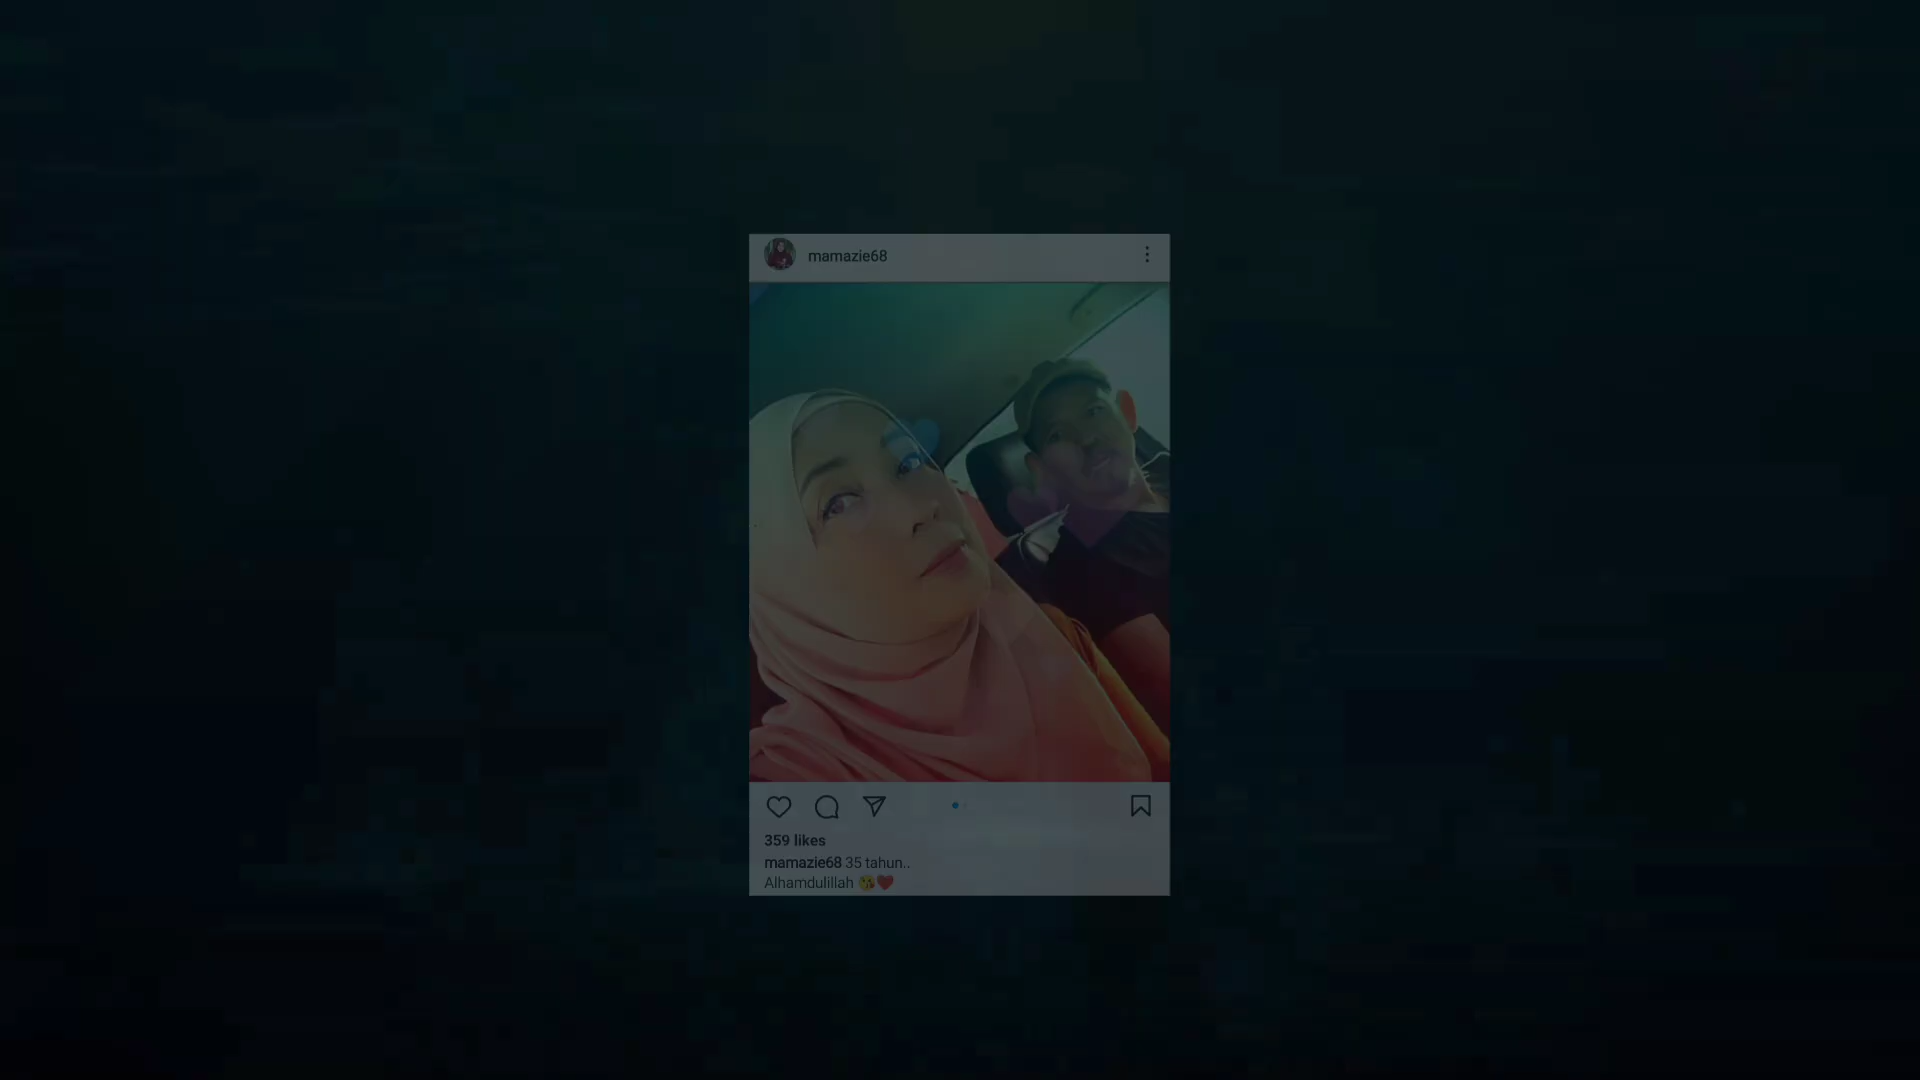 mamazie68
359 likes
mamazie68 35 tahun..
Alhamdulillah 😘❤️